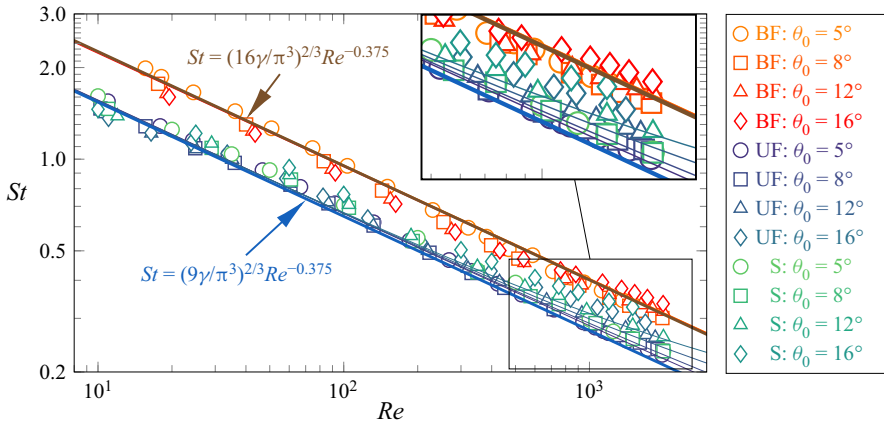 3.0
2.0
1.0
0.5
0.2
St
10¹
10²
10³
Re
St = (16γ/π³)^{2/3}Re^{−0.375}
St = (9γ/π³)^{2/3}Re^{−0.375}
BF: θ₀ = 5°
BF: θ₀ = 8°
BF: θ₀ = 12°
BF: θ₀ = 16°
UF: θ₀ = 5°
UF: θ₀ = 8°
UF: θ₀ = 12°
UF: θ₀ = 16°
S: θ₀ = 5°
S: θ₀ = 8°
S: θ₀ = 12°
S: θ₀ = 16°